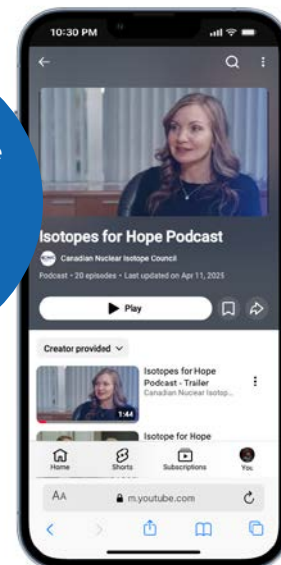 10:30 PM
Isotopes for Hope Podcast
Canadian Nuclear Isotope Council
Podcast • 20 episodes • Last updated on Apr 11, 2025
Play
Creator provided
Isotopes for Hope
Podcast - Trailer
Canadian Nuclear Isotop...
1:44
Isotope for Hope
Home
Shorts
Subscriptions
You
AA
m.youtube.com